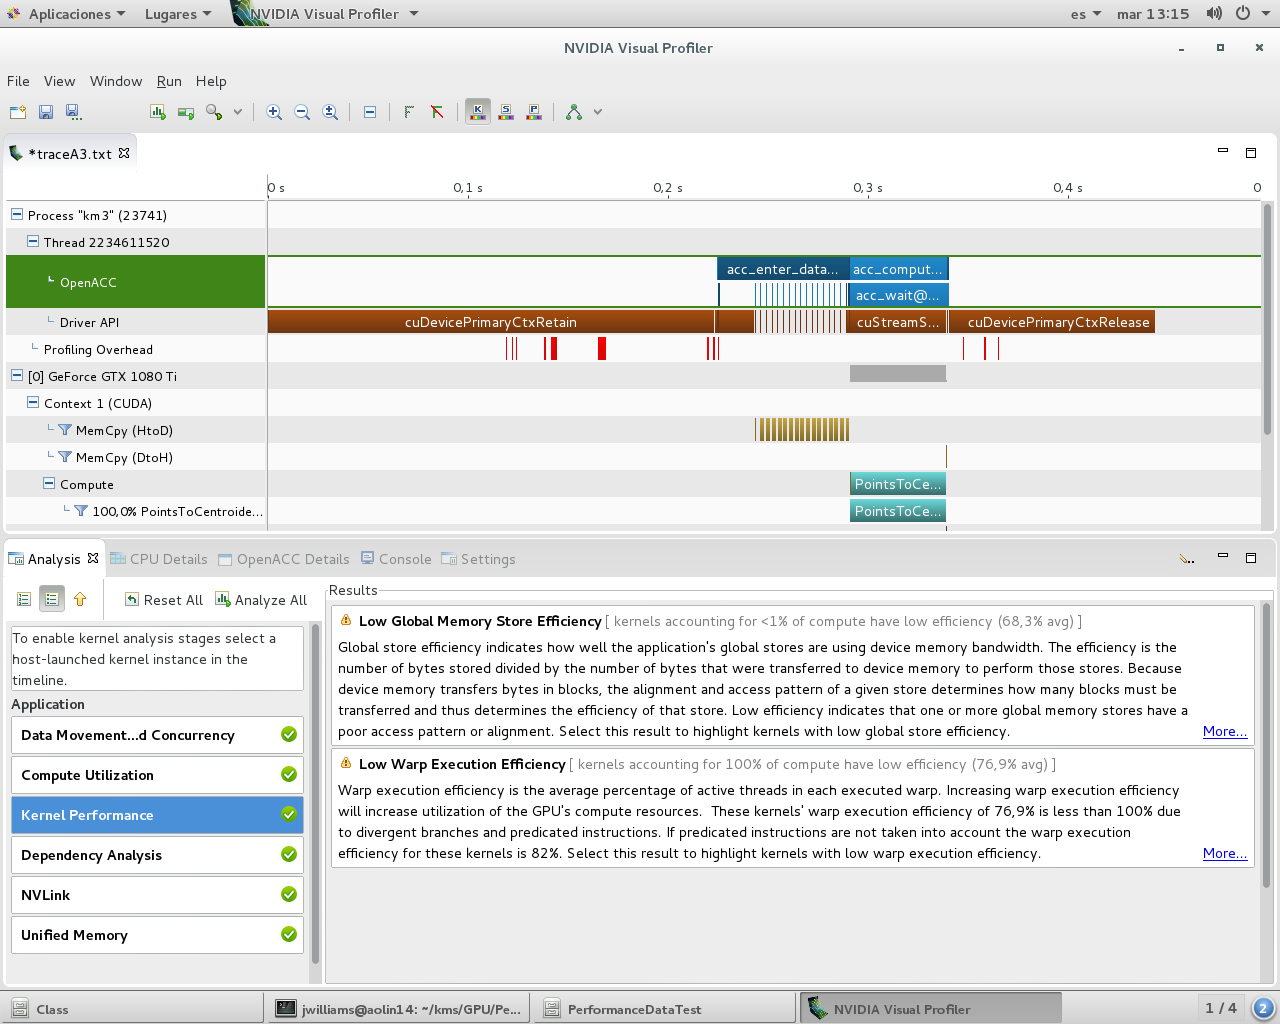 Aplicaciones Lugares NVIDIA Visual Profiler es mar 13:15
NVIDIA Visual Profiler
File View Window Run Help
K S P
*traceA3.txt
0 s 0,1 s 0,2 s 0,3 s 0,4 s 0
Process "km3" (23741)
Thread 2234611520
OpenACC
acc_enter_data... acc_comput...
acc_wait@...
Driver API
cuDevicePrimaryCtxRetain cuStreamS... cuDevicePrimaryCtxRelease
Profiling Overhead
[0] GeForce GTX 1080 Ti
Context 1 (CUDA)
MemCpy (HtoD)
MemCpy (DtoH)
Compute PointsToCe...
100,0% PointsToCentroide... PointsToCe...
Analysis CPU Details OpenACC Details Console Settings
Reset All Analyze All
To enable kernel analysis stages select a
host-launched kernel instance in the
timeline.
Application
Data Movement...d Concurrency
Compute Utilization
Kernel Performance
Dependency Analysis
NVLink
Unified Memory
Results
Low Global Memory Store Efficiency [ kernels accounting for <1% of compute have low efficiency (68,3% avg) ]
Global store efficiency indicates how well the application's global stores are using device memory bandwidth. The efficiency is the
number of bytes stored divided by the number of bytes that were transferred to device memory to perform those stores. Because
device memory transfers bytes in blocks, the alignment and access pattern of a given store determines how many blocks must be
transferred and thus determines the efficiency of that store. Low efficiency indicates that one or more global memory stores have a
poor access pattern or alignment. Select this result to highlight kernels with low global store efficiency. More...
Low Warp Execution Efficiency [ kernels accounting for 100% of compute have low efficiency (76,9% avg) ]
Warp execution efficiency is the average percentage of active threads in each executed warp. Increasing warp execution efficiency
will increase utilization of the GPU's compute resources. These kernels' warp execution efficiency of 76,9% is less than 100% due
to divergent branches and predicated instructions. If predicated instructions are not taken into account the warp execution
efficiency for these kernels is 82%. Select this result to highlight kernels with low warp execution efficiency. More...
Class jwilliams@aolin14: ~/kms/GPU/Pe... PerformanceDataTest NVIDIA Visual Profiler 1 / 4 2